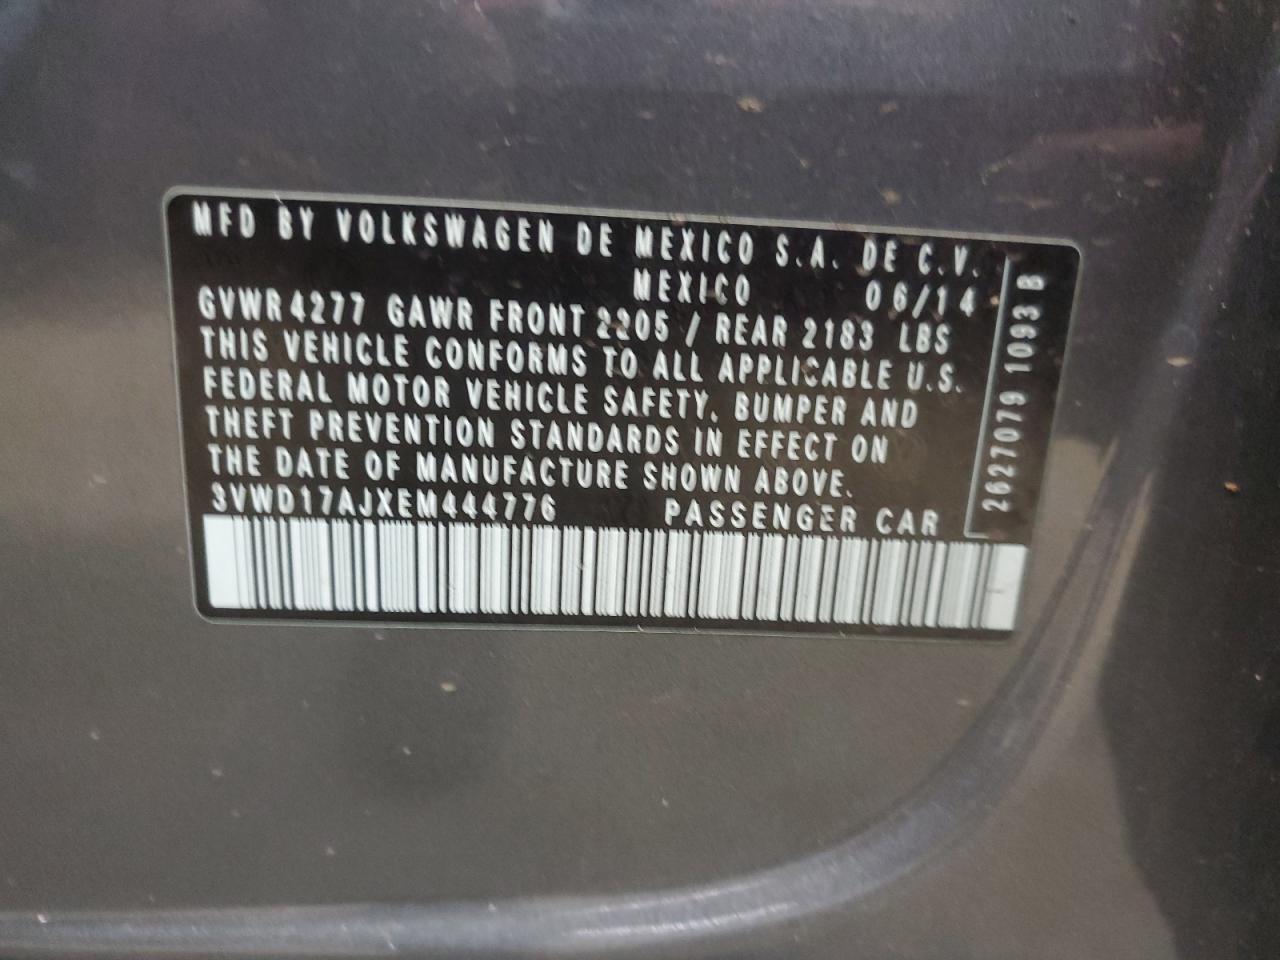 MFD BY VOLKSWAGEN DE MEXICO S.A. DE C.V.
MEXICO 06/14
GVWR 4277 GAWR FRONT 2205 / REAR 2183 LBS
THIS VEHICLE CONFORMS TO ALL APPLICABLE U.S.
FEDERAL MOTOR VEHICLE SAFETY, BUMPER AND
THEFT PREVENTION STANDARDS IN EFFECT ON
THE DATE OF MANUFACTURE SHOWN ABOVE.
3VWD17AJXEM444776 PASSENGER CAR
2627079 1093 B